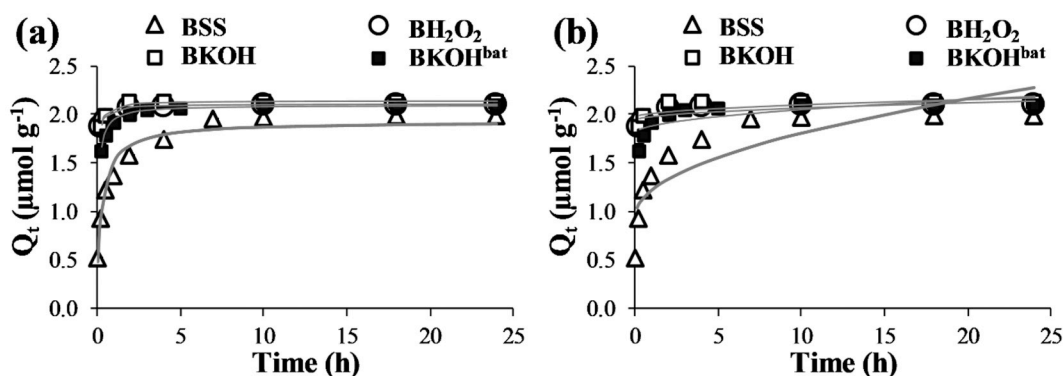 (a)
BSS
BH₂O₂
BKOH
BKOHᵇᵃᵗ
2.5
2.0
1.5
1.0
0.5
0.0
Qₜ (µmol g⁻¹)
0 5 10 15 20 25
Time (h)
(b)
BSS
BH₂O₂
BKOH
BKOHᵇᵃᵗ
2.5
2.0
1.5
1.0
0.5
0.0
Qₜ (µmol g⁻¹)
0 5 10 15 20 25
Time (h)